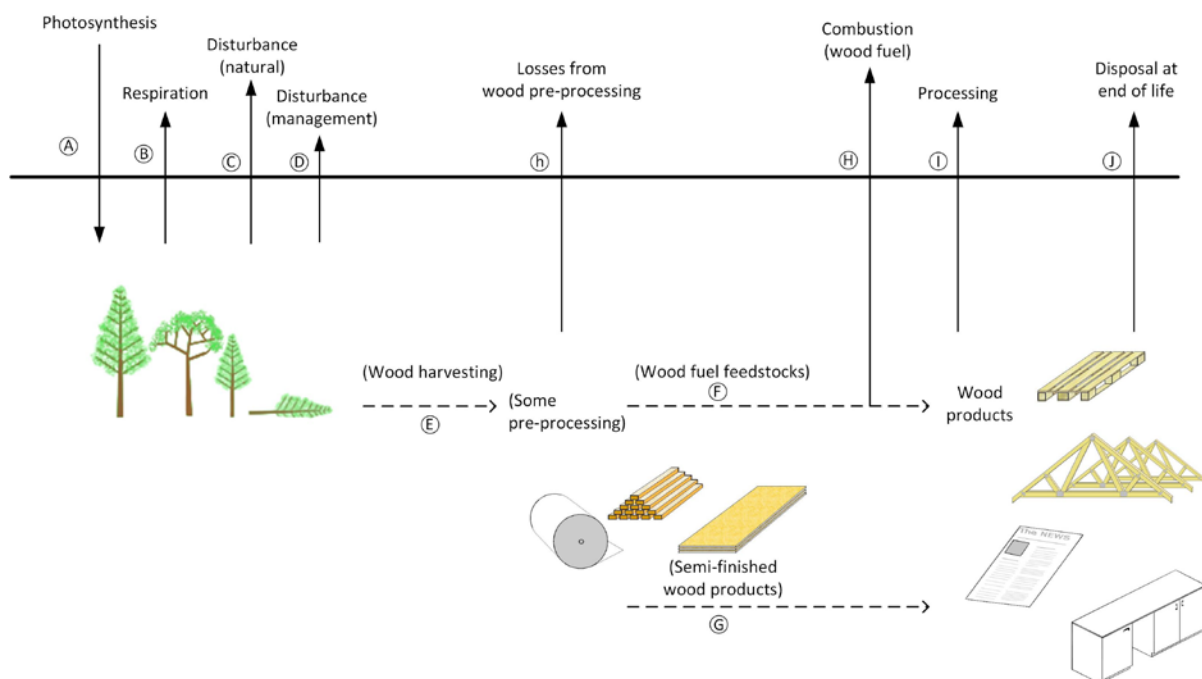 Photosynthesis
Respiration
Disturbance
(natural)
Disturbance
(management)
Losses from
wood pre-processing
Combustion
(wood fuel)
Processing
Disposal at
end of life
Ⓐ
Ⓑ
Ⓒ
Ⓓ
ⓗ
Ⓗ
Ⓘ
Ⓙ
(Wood harvesting)
Ⓔ
(Some
pre-processing)
(Wood fuel feedstocks)
Ⓕ
Wood
products
(Semi-finished
wood products)
Ⓖ
the NEWS